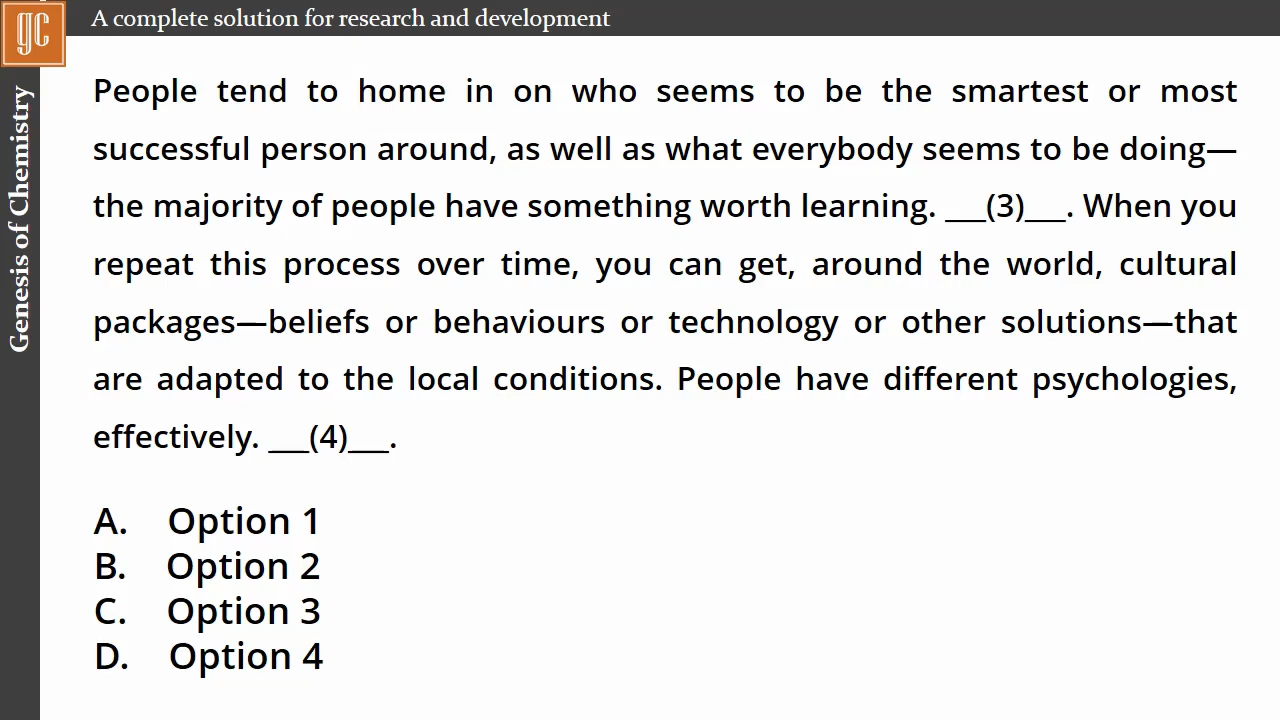 A complete solution for research and development
gc
Genesis of Chemistry
People tend to home in on who seems to be the smartest or most
successful person around, as well as what everybody seems to be doing—
the majority of people have something worth learning. ___(3)___. When you
repeat this process over time, you can get, around the world, cultural
packages—beliefs or behaviours or technology or other solutions—that
are adapted to the local conditions. People have different psychologies,
effectively. ___(4)___.
A. Option 1
B. Option 2
C. Option 3
D. Option 4